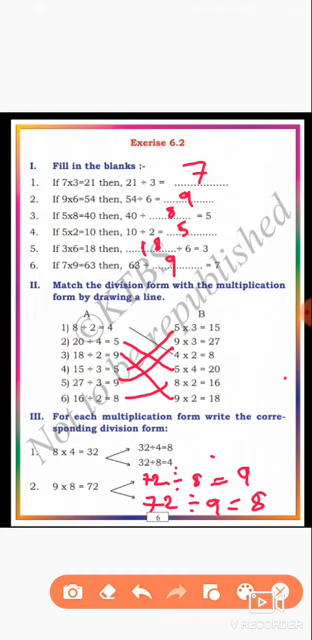 Exercise 6.2
I. Fill in the blanks :-
1. If 7x3=21 then, 21 ÷ 3 = 7
2. If 9x6=54 then, 54÷ 6 = 9
3. If 5x8=40 then, 40 ÷ 8 = 5
4. If 5x2=10 then, 10 ÷ 2 = 5
5. If 3x6=18 then, 18 ÷ 6 = 3
6. If 7x9=63 then, 63 ÷ 9 = 7
II. Match the division form with the multiplication
form by drawing a line.
A B
1) 8 ÷ 2 = 4 5 x 3 = 15
2) 20 ÷ 4 = 5 9 x 3 = 27
3) 18 ÷ 2 = 9 4 x 2 = 8
4) 15 ÷ 3 = 5 5 x 4 = 20
5) 27 ÷ 3 = 9 8 x 2 = 16
6) 16 ÷ 2 = 8 9 x 2 = 18
III. For each multiplication form write the corre-
sponding division form:
1. 8 x 4 = 32 32÷4=8
32÷8=4
2. 9 x 8 = 72 72 ÷ 8 = 9
72 ÷ 9 = 8
6
©KTBS
Not to be republished
V RECORDER